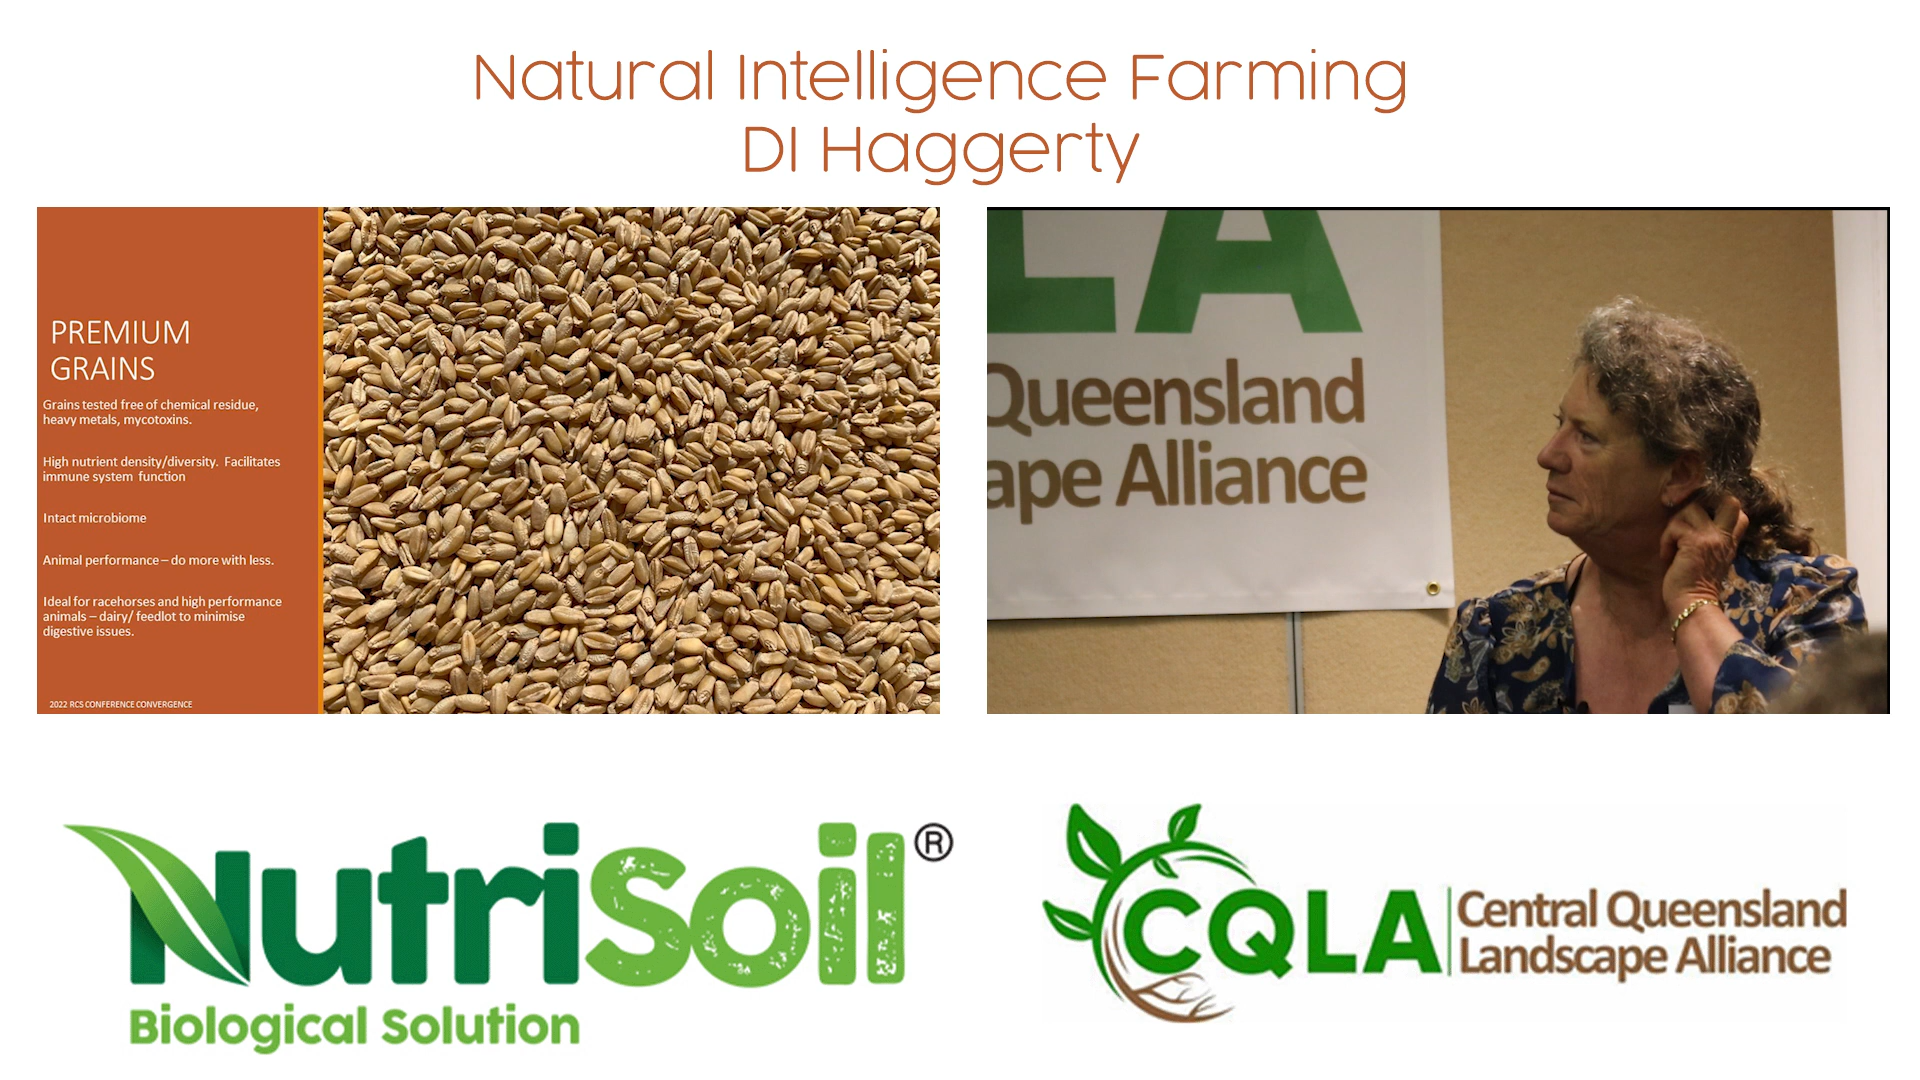 Natural Intelligence Farming
DI Haggerty
PREMIUM
GRAINS
Grains tested free of chemical residue,
heavy metals, mycotoxins.
High nutrient density/diversity.  Facilitates
immune system function
Intact microbiome
Animal performance – do more with less.
Ideal for racehorses and high performance
animals – dairy/ feedlot to minimise
digestive issues.
2022 RCS CONFERENCE CONVERGENCE
LA
Queensland
ape Alliance
NutriSoil®
Biological Solution
CQLA
Central Queensland
Landscape Alliance